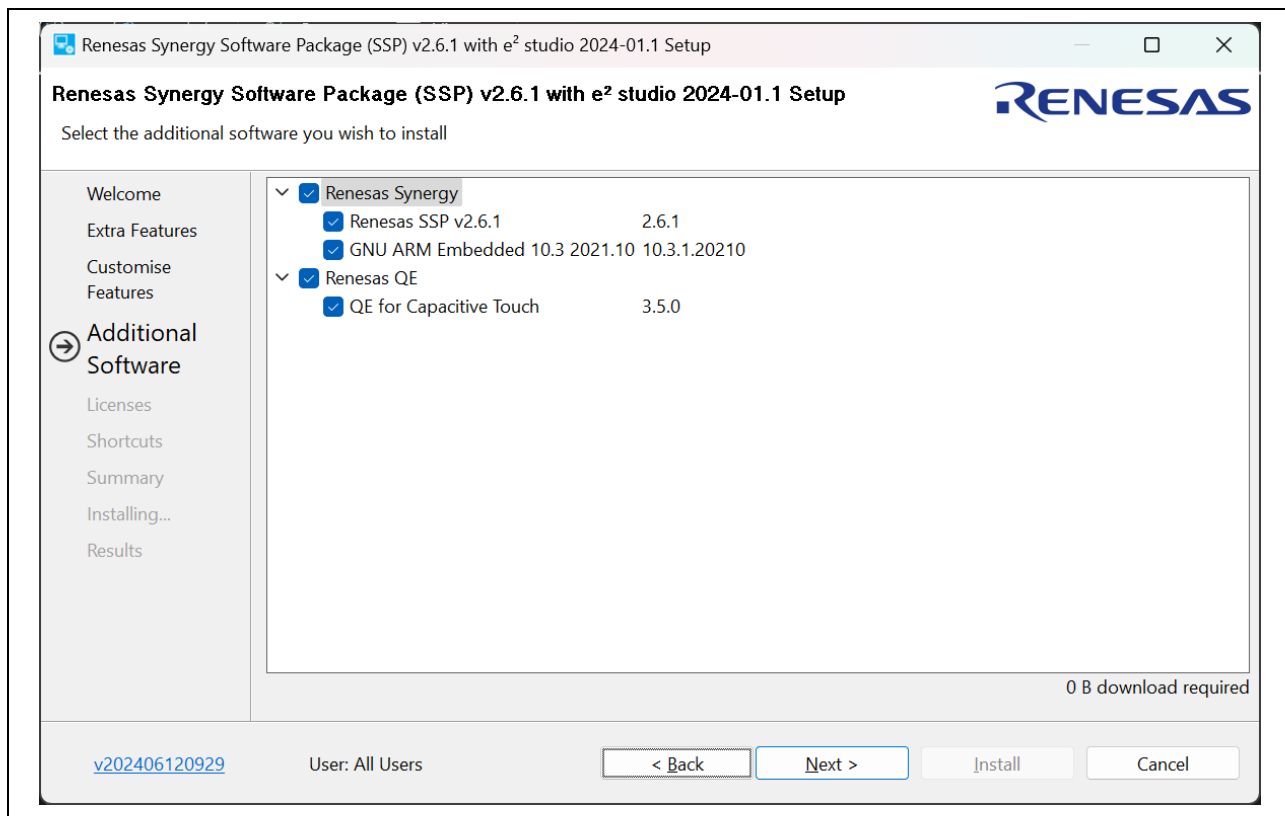 Renesas Synergy Software Package (SSP) v2.6.1 with e² studio 2024-01.1 Setup
Renesas Synergy Software Package (SSP) v2.6.1 with e² studio 2024-01.1 Setup
RENESAS
Select the additional software you wish to install
Welcome
Extra Features
Customise
Features
Additional
Software
Licenses
Shortcuts
Summary
Installing...
Results
Renesas Synergy
Renesas SSP v2.6.1 2.6.1
GNU ARM Embedded 10.3 2021.10 10.3.1.20210
Renesas QE
QE for Capacitive Touch 3.5.0
0 B download required
v202406120929 User: All Users < Back Next > Install Cancel